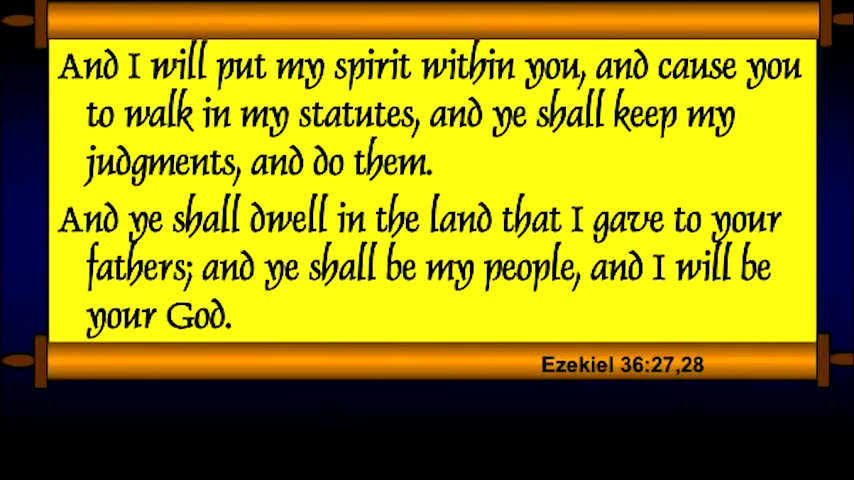 And I will put my spirit within you, and cause you
to walk in my statutes, and ye shall keep my
judgments, and do them.
And ye shall dwell in the land that I gave to your
fathers; and ye shall be my people, and I will be
your God.
Ezekiel 36:27,28